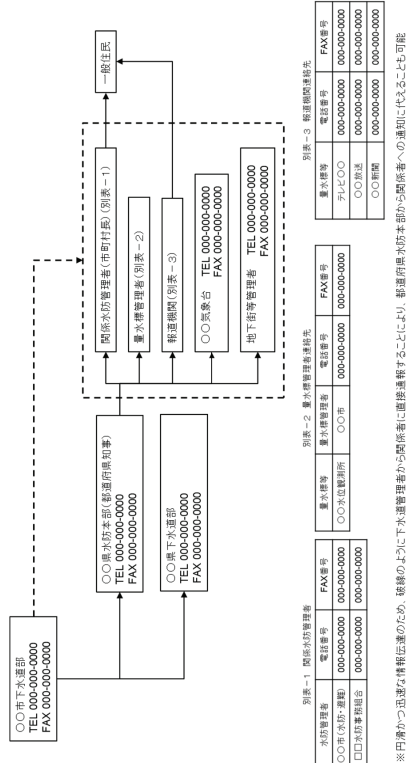 ○○市下水道部
TEL 000-000-0000
FAX 000-000-0000
○○県水防本部(都道府県知事)
TEL 000-000-0000
FAX 000-000-0000
○○県下水道部
TEL 000-000-0000
FAX 000-000-0000
関係水防管理者(市町村長)(別表-1)
量水標管理者(別表-2)
報道機関(別表-3)
○○気象台 TEL 000-000-0000
FAX 000-000-0000
地下街等管理者 TEL 000-000-0000
FAX 000-000-0000
一般住民
別表-1 関係水防管理者
水防管理者 電話番号 FAX番号
○○市(水防・避難) 000-000-0000 000-000-0000
□□水防事務組合 000-000-0000 000-000-0000
別表-2 量水標管理者連絡先
量水標等 量水標管理者 電話番号 FAX番号
○○水位観測所 ○○市 000-000-0000 000-000-0000
別表-3 報道機関連絡先
量水標等 電話番号 FAX番号
テレビ○○ 000-000-0000 000-000-0000
○○放送 000-000-0000 000-000-0000
○○新聞 000-000-0000 000-000-0000
※円滑かつ迅速な情報伝達のため、破線のように下水道管理者から関係者に直接通報することにより、都道府県水防本部から関係者への通知に代えることも可能